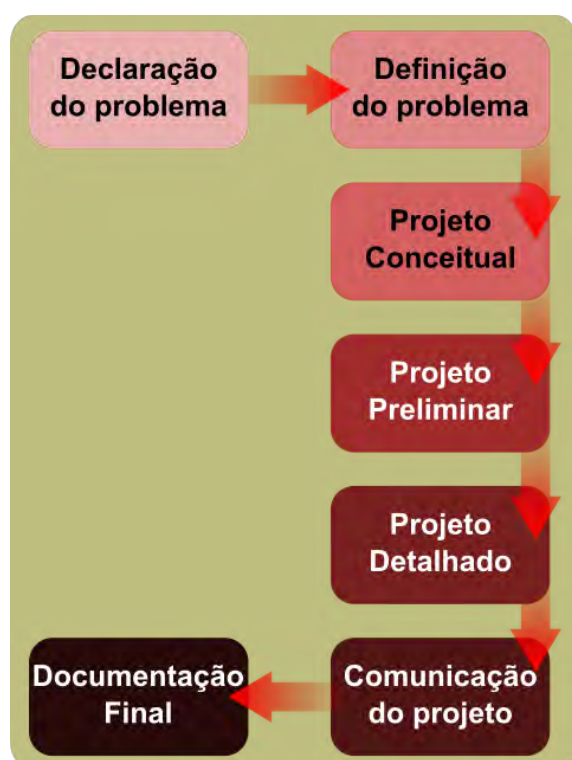 Declaração
do problema
Definição
do problema
Projeto
Conceitual
Projeto
Preliminar
Projeto
Detalhado
Comunicação
do projeto
Documentação
Final